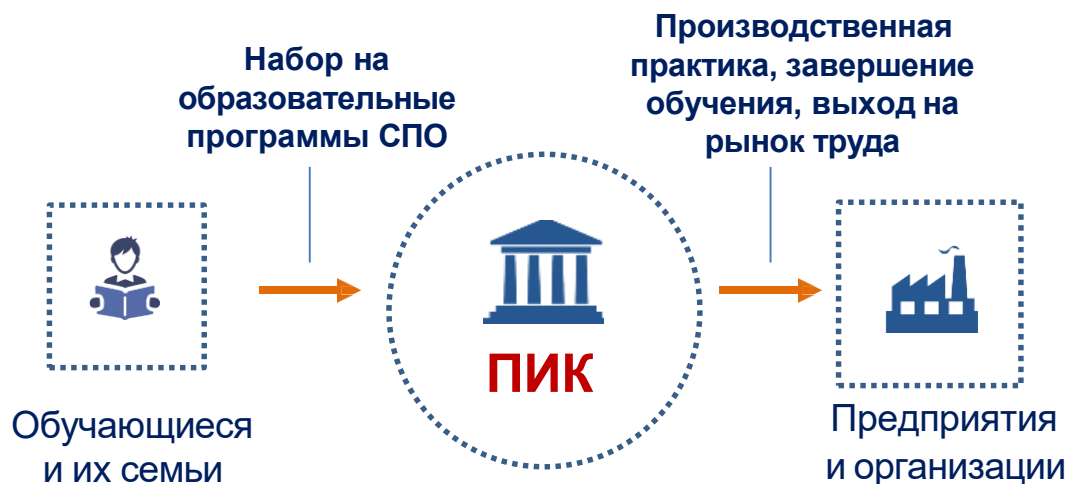 Набор на
образовательные
программы СПО
Производственная
практика, завершение
обучения, выход на
рынок труда
ПИК
Обучающиеся
и их семьи
Предприятия
и организации